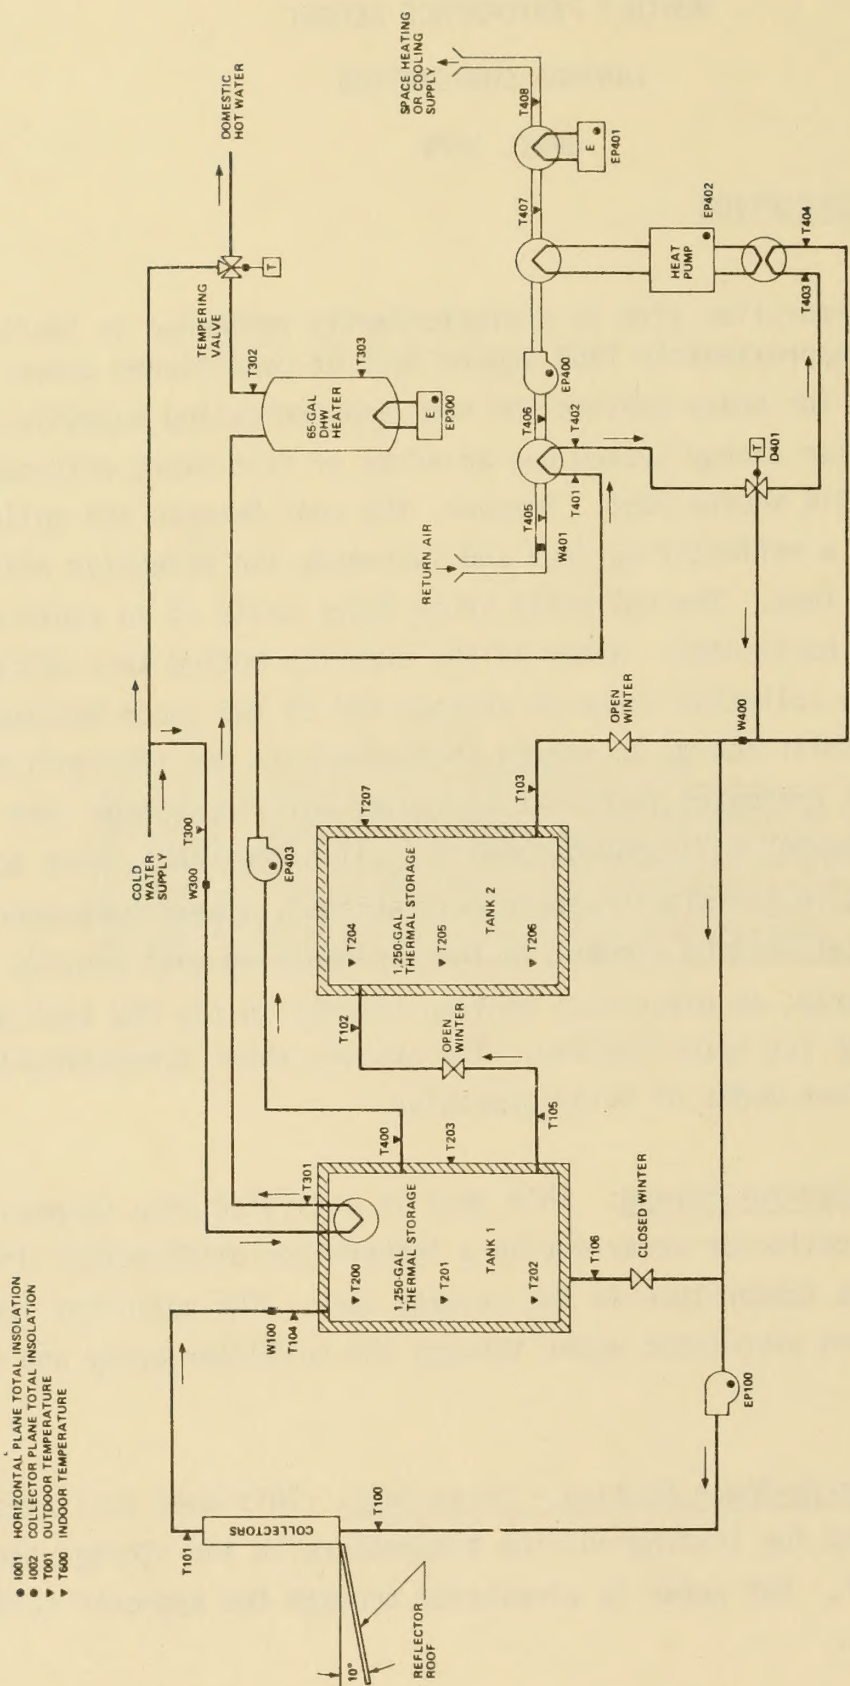 ● I001 HORIZONTAL PLANE TOTAL INSOLATION
● I002 COLLECTOR PLANE TOTAL INSOLATION
▼ T001 OUTDOOR TEMPERATURE
▼ T600 INDOOR TEMPERATURE
T101
COLLECTORS
T100
10°
REFLECTOR
ROOF
W100
T104
T301
T200
1,250-GAL
THERMAL STORAGE
T201
TANK 1
T202
T400
T203
T105
T106
CLOSED WINTER
EP100
OPEN
WINTER
T102
T204
1,250-GAL
THERMAL STORAGE
T205
TANK 2
T206
T207
T103
OPEN
WINTER
W400
EP403
COLD
WATER
SUPPLY
T300
W300
65-GAL
DHW
HEATER
T302
T303
E
EP300
TEMPERING
VALVE
T
DOMESTIC
HOT WATER
RETURN AIR
W401
T405
T401
T402
T406
EP400
D401
T
T407
HEAT
PUMP
EP402
T403
T404
E
EP401
T408
SPACE HEATING
OR COOLING
SUPPLY